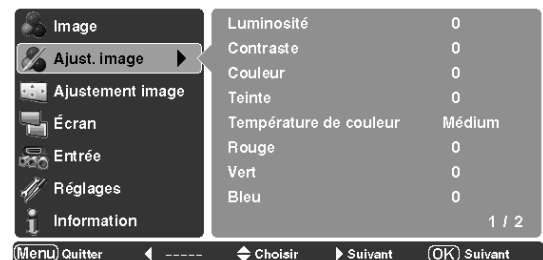 Image
Ajust. image
Ajustement image
Écran
Entrée
Réglages
Information
Luminosité 0
Contraste 0
Couleur 0
Teinte 0
Température de couleur Médium
Rouge 0
Vert 0
Bleu 0
1 / 2
Menu Quitter ----- Choisir Suivant OK Suivant